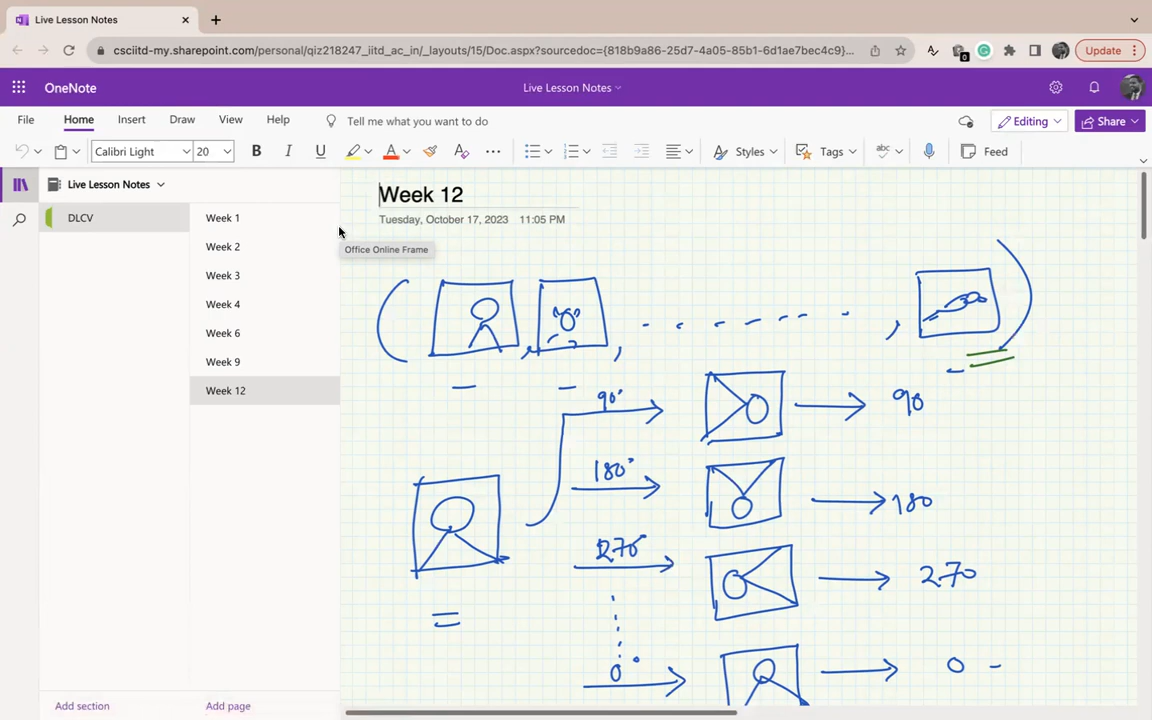 Live Lesson Notes
csciitd-my.sharepoint.com/personal/qiz218247_iitd_ac_in/_layouts/15/Doc.aspx?sourcedoc={818b9a86-25d7-4a05-85b1-6d1ae7bec4c9}...
0
Update
OneNote
Live Lesson Notes
File Home Insert Draw View Help Tell me what you want to do
Editing
Share
Calibri Light 20 B I U A A Styles Tags abc Feed
Live Lesson Notes
DLCV
Week 1
Week 2
Week 3
Week 4
Week 6
Week 9
Week 12
Add section
Add page
Week 12
Tuesday, October 17, 2023 11:05 PM
Office Online Frame
( , , - - - - - - , )
90° → → 90
180° → → 180
270° → → 270
=
0° → → 0 -